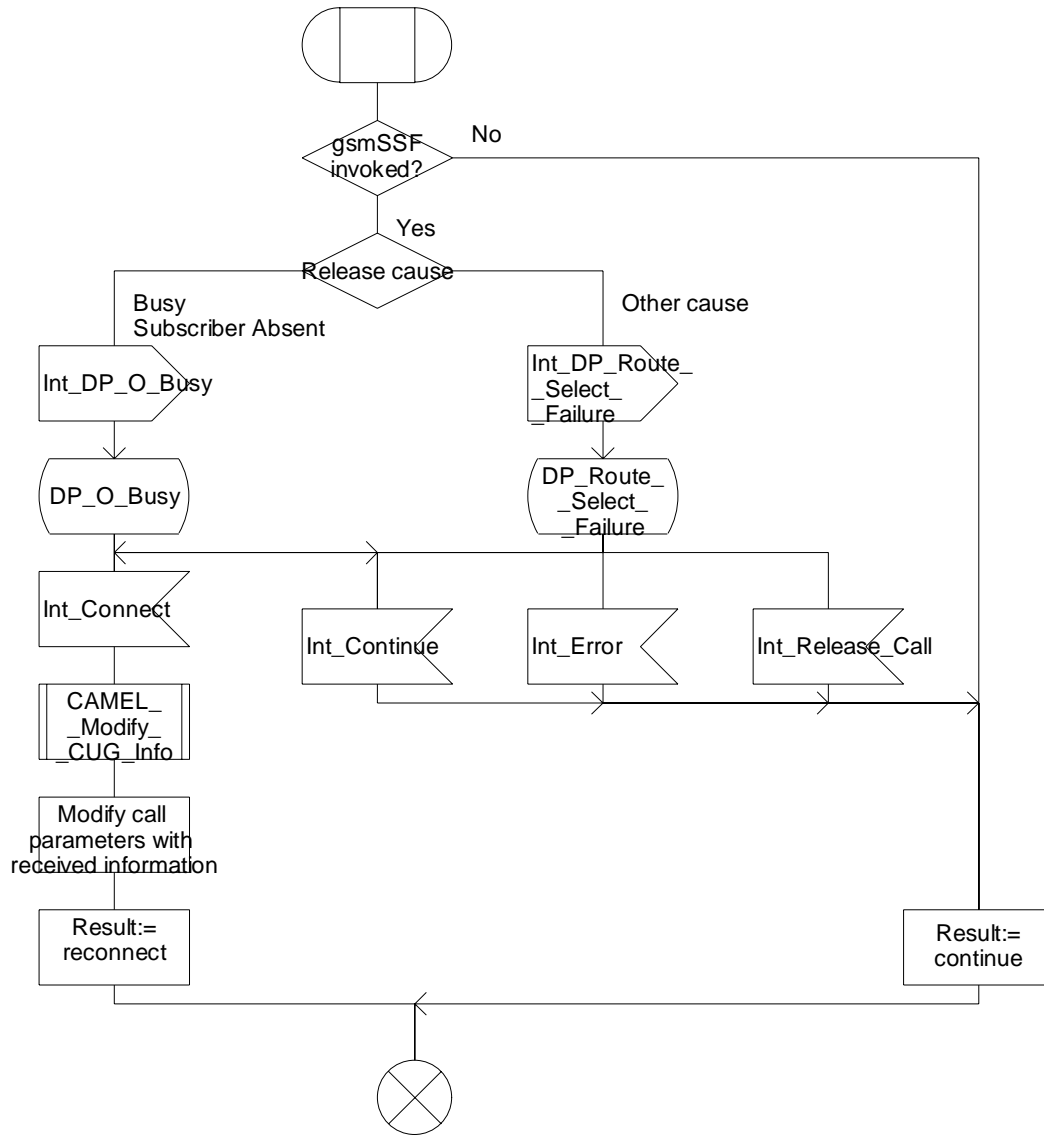 gsmSSF
invoked?
No
Yes
Release cause
Busy
Subscriber Absent
Other cause
Int_DP_O_Busy
Int_DP_Route_
_Select_
_Failure
DP_O_Busy
DP_Route_
_Select_
_Failure
Int_Connect
Int_Continue
Int_Error
Int_Release_Call
CAMEL_
_Modify_
_CUG_Info
Modify call
parameters with
received information
Result:=
reconnect
Result:=
continue